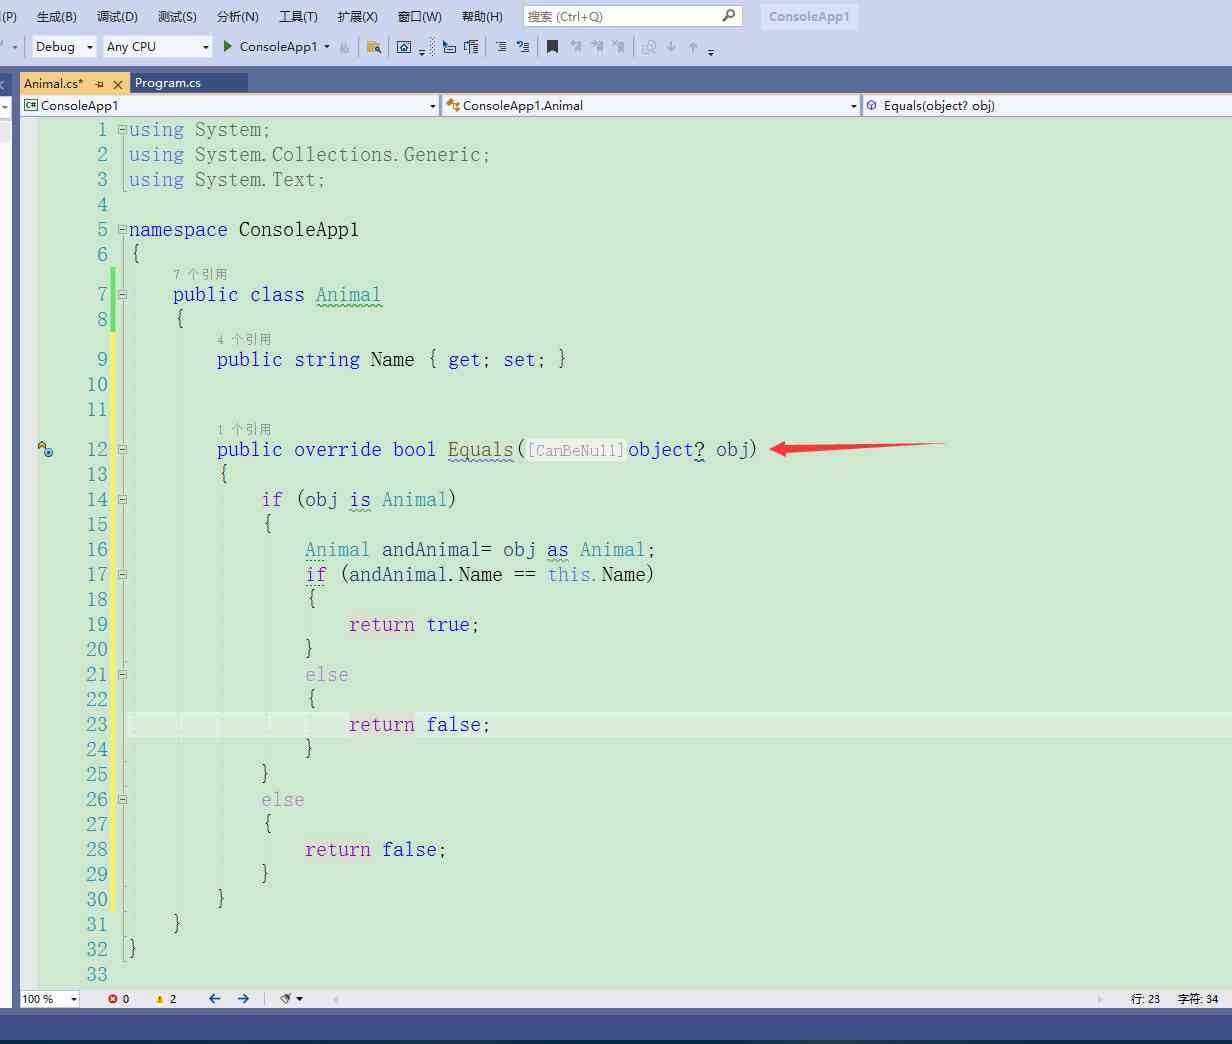 (P) 生成(B) 调试(D) 测试(S) 分析(N) 工具(T) 扩展(X) 窗口(W) 帮助(H) 搜索 (Ctrl+Q) ConsoleApp1
Debug Any CPU ConsoleApp1
Animal.cs* Program.cs
C# ConsoleApp1 ConsoleApp1.Animal Equals(object? obj)
1 using System;
2 using System.Collections.Generic;
3 using System.Text;
4
5 namespace ConsoleApp1
6 {
7 个引用
7 public class Animal
8 {
4 个引用
9 public string Name { get; set; }
10
11
1 个引用
12 public override bool Equals([CanBeNull]object? obj)
13 {
14 if (obj is Animal)
15 {
16 Animal andAnimal= obj as Animal;
17 if (andAnimal.Name == this.Name)
18 {
19 return true;
20 }
21 else
22 {
23 return false;
24 }
25 }
26 else
27 {
28 return false;
29 }
30 }
31 }
32 }
33
100 % 0 2 行: 23 字符: 34